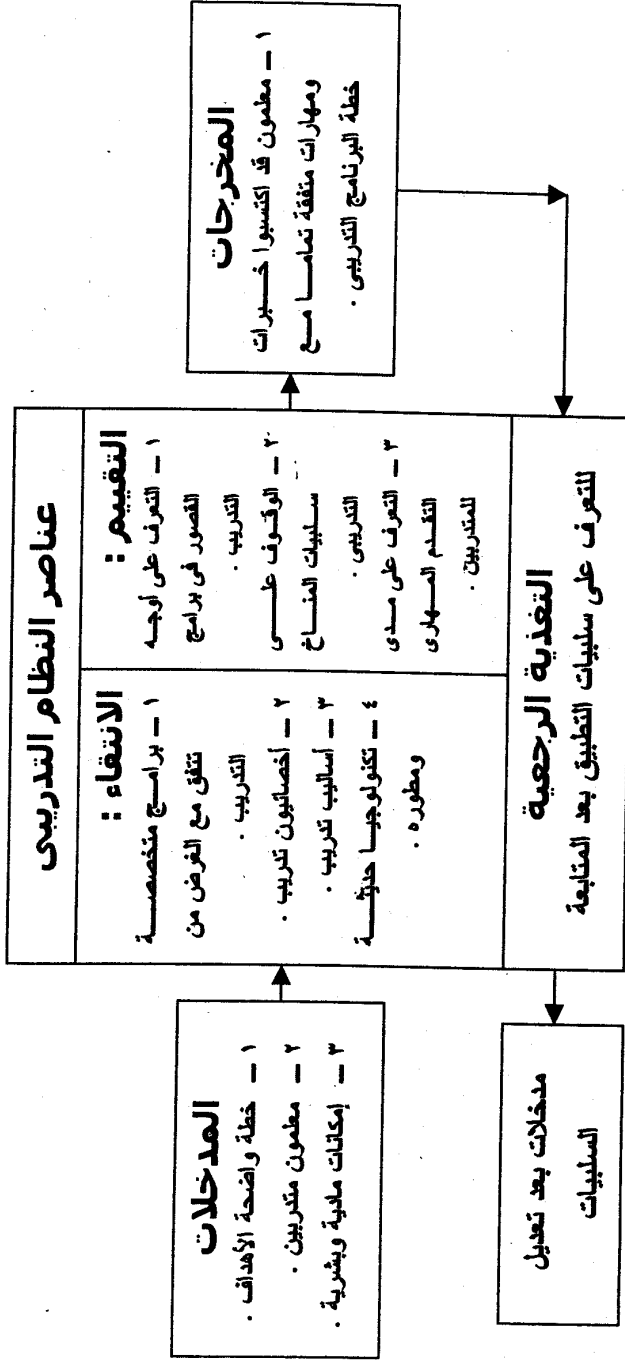 عناصر النظام التدريبى
المدخلات
١ – خطة واضحة الأهداف .
٢ – معلمون متدربين .
٣ – إمكانات مادية وبشرية .
الانتقاء :
١ – برامج متخصصة
تتفق مع الغرض من
التدريب .
٢ – أخصائيون تدريب .
٣ – أساليب تدريب .
٤ – تكنولوجيا حديثة
ومطوره .
التقييم :
١ – التعرف على أوجه
القصور فى برامج
التدريب .
٢ – الوقوف على
سلبيات المناخ
التدريبى .
٣ – التعرف على مدى
التقدم المهارى
للمتدربين .
المخرجات
١ – معلمون قد اكتسبوا خبرات
ومهارات متفقة تماما مع
خطة البرنامج التدريبى .
التغذية الرجعية
للتعرف على سلبيات التطبيق بعد المتابعة
مدخلات بعد تعديل
السلبيات